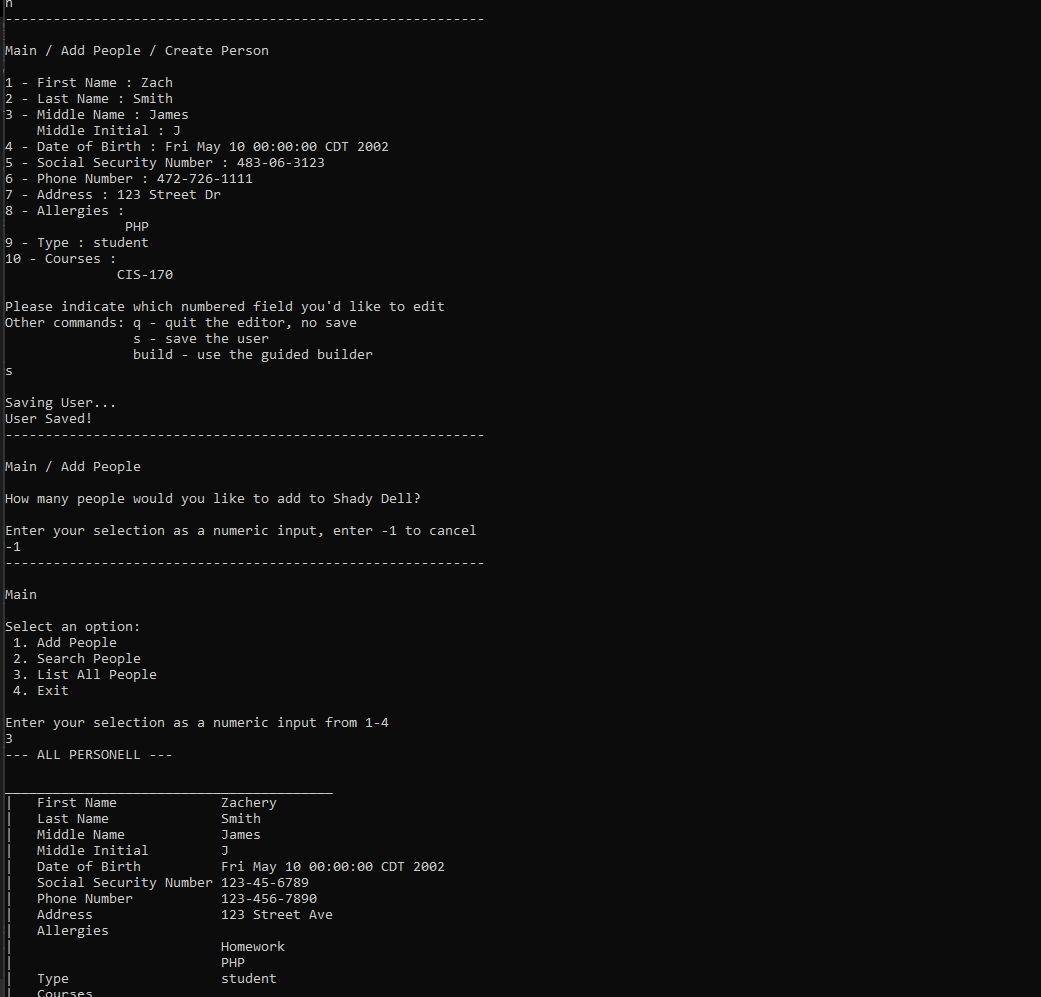 n
------------------------------------------------------------
Main / Add People / Create Person
1 - First Name : Zach
2 - Last Name : Smith
3 - Middle Name : James
    Middle Initial : J
4 - Date of Birth : Fri May 10 00:00:00 CDT 2002
5 - Social Security Number : 483-06-3123
6 - Phone Number : 472-726-1111
7 - Address : 123 Street Dr
8 - Allergies :
               PHP
9 - Type : student
10 - Courses :
              CIS-170
Please indicate which numbered field you'd like to edit
Other commands: q - quit the editor, no save
                s - save the user
                build - use the guided builder
s
Saving User...
User Saved!
------------------------------------------------------------
Main / Add People
How many people would you like to add to Shady Dell?
Enter your selection as a numeric input, enter -1 to cancel
-1
------------------------------------------------------------
Main
Select an option:
 1. Add People
 2. Search People
 3. List All People
 4. Exit
Enter your selection as a numeric input from 1-4
3
--- ALL PERSONELL ---
_________________________________________
|   First Name             Zachery
|   Last Name              Smith
|   Middle Name            James
|   Middle Initial         J
|   Date of Birth          Fri May 10 00:00:00 CDT 2002
|   Social Security Number 123-45-6789
|   Phone Number           123-456-7890
|   Address                123 Street Ave
|   Allergies
|                          Homework
|                          PHP
|   Type                   student
|   Courses